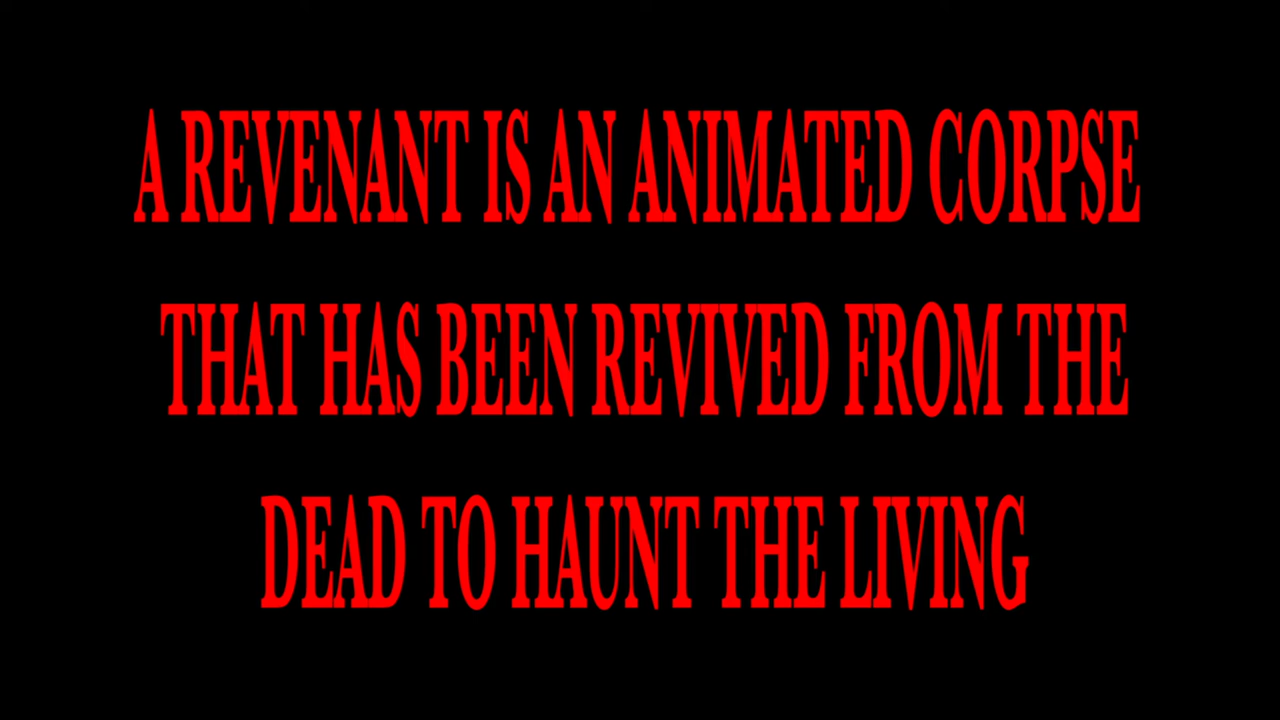 A REVENANT IS AN ANIMATED CORPSE
THAT HAS BEEN REVIVED FROM THE
DEAD TO HAUNT THE LIVING